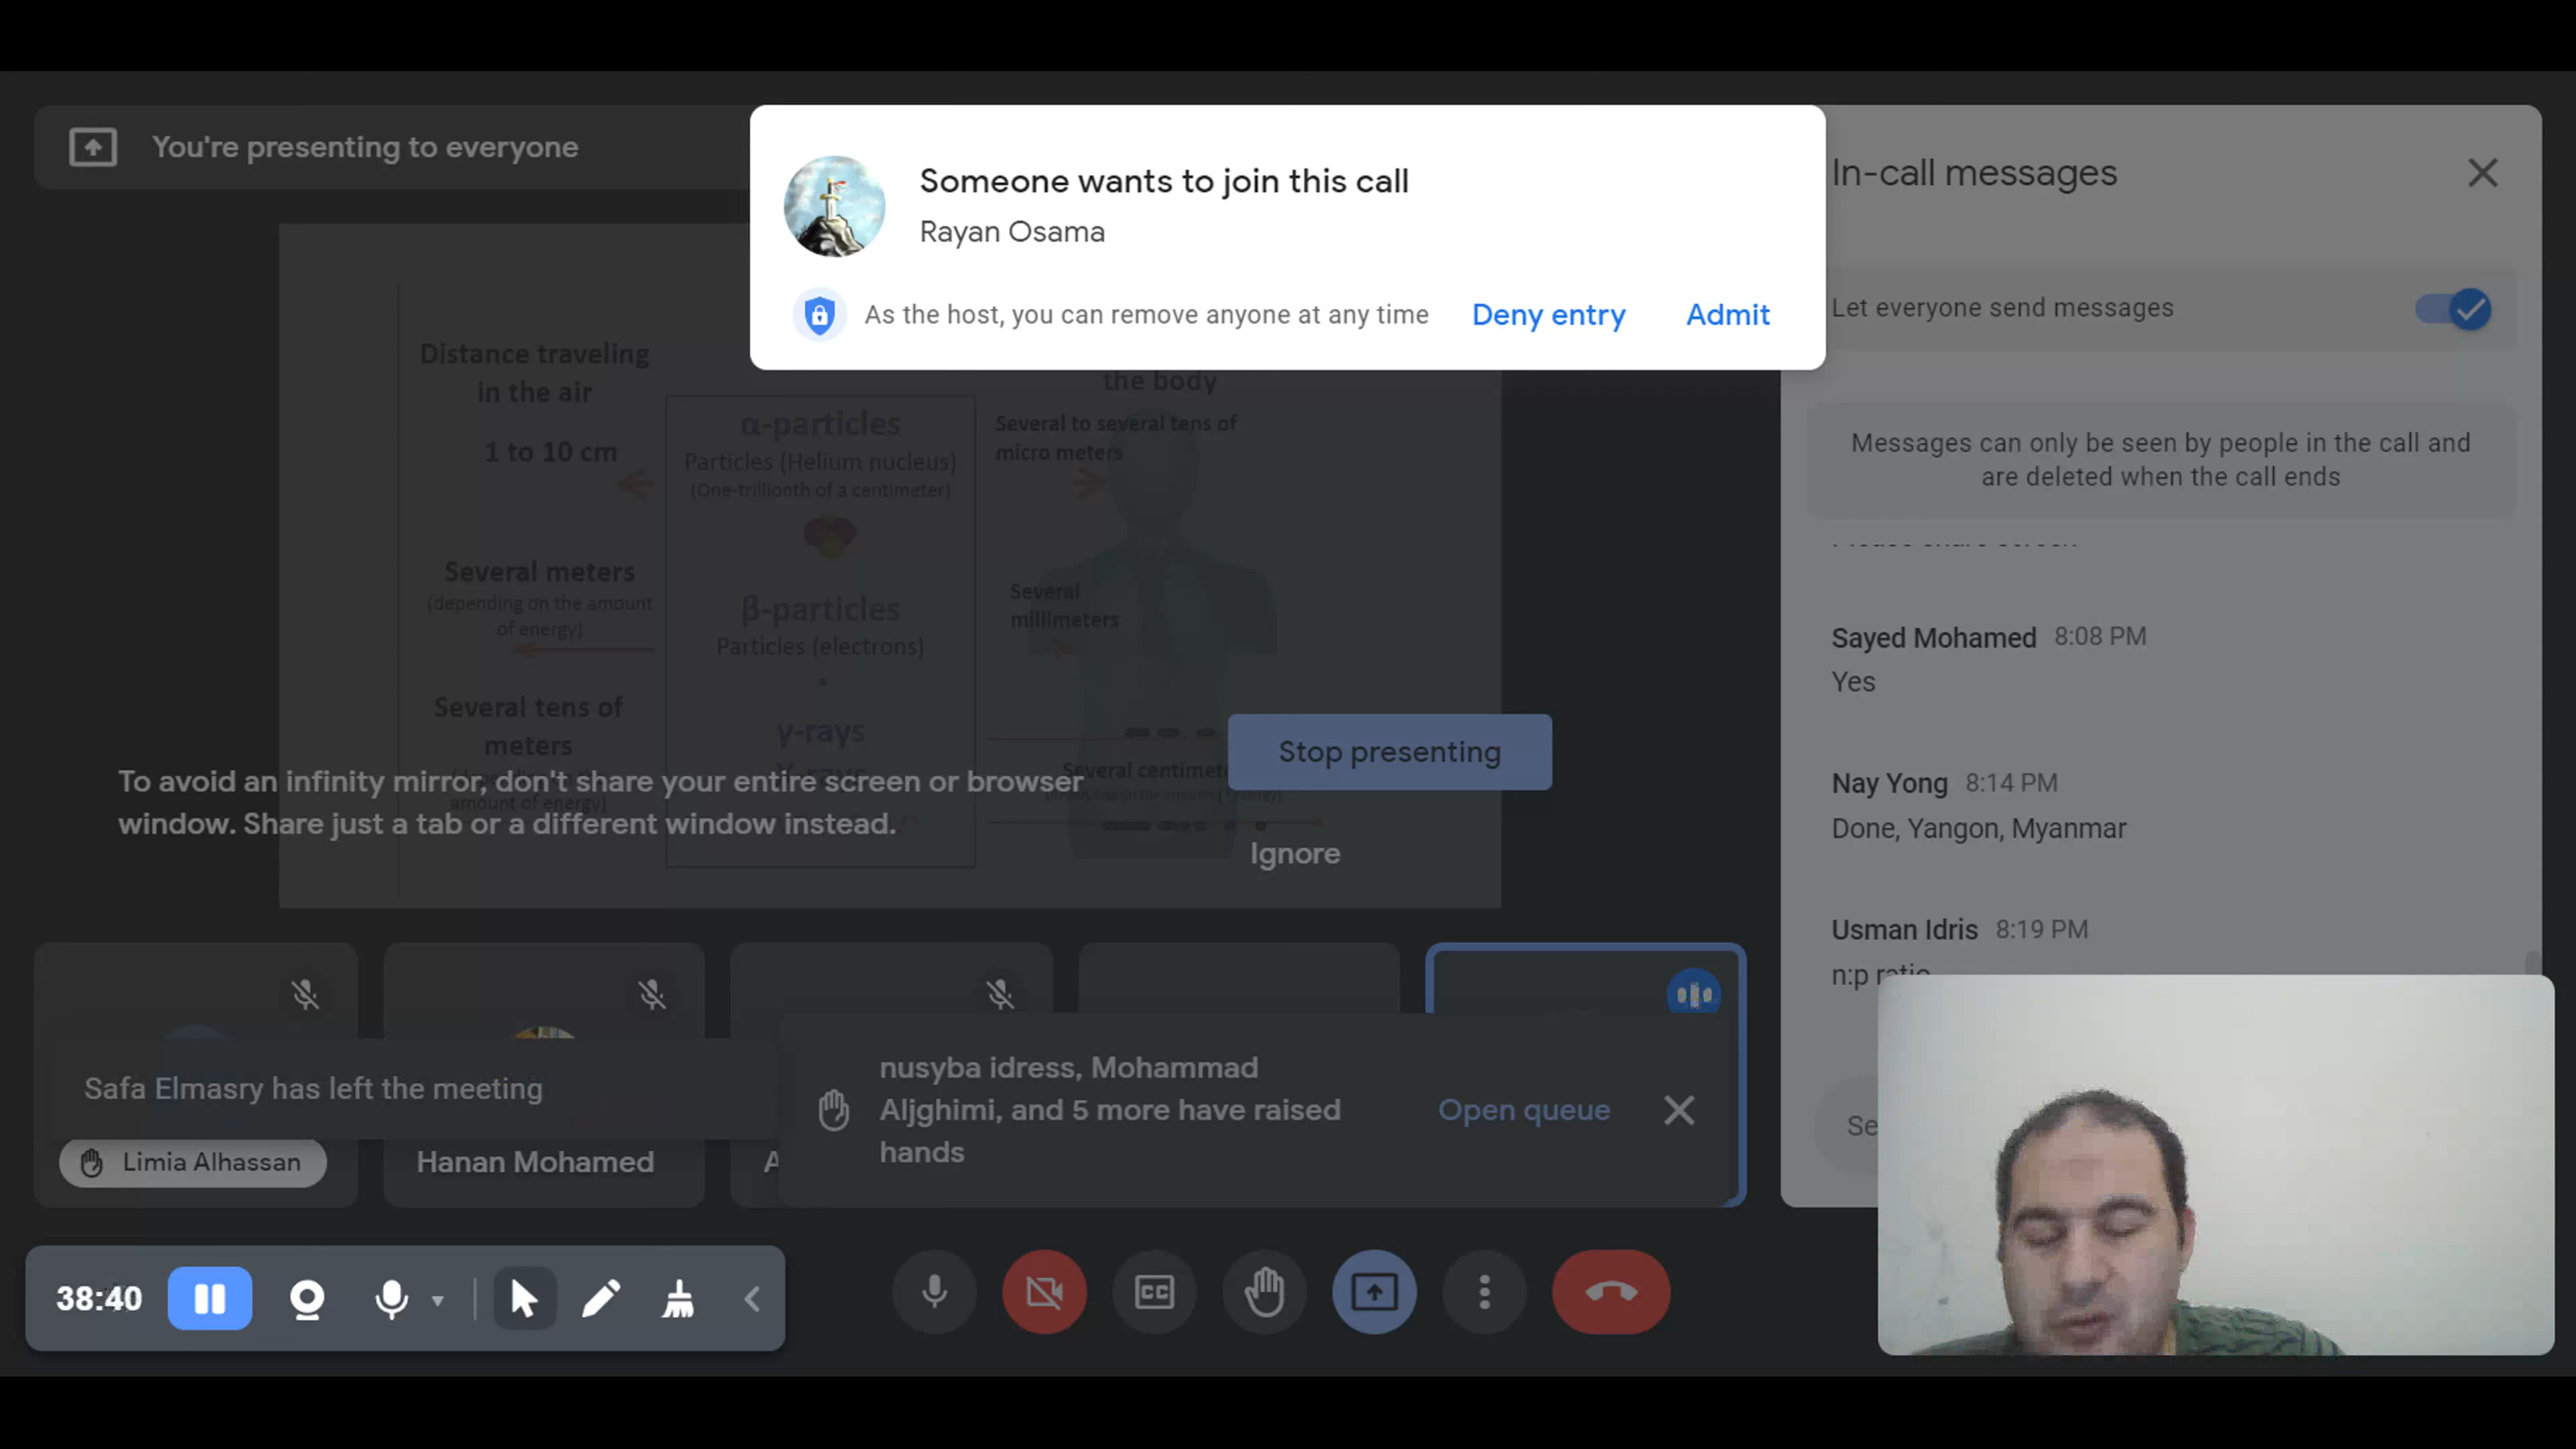 You're presenting to everyone
Someone wants to join this call
Rayan Osama
As the host, you can remove anyone at any time
Deny entry
Admit
In-call messages
Let everyone send messages
Messages can only be seen by people in the call and
are deleted when the call ends
Sayed Mohamed 8:08 PM
Yes
Nay Yong 8:14 PM
Done, Yangon, Myanmar
Usman Idris 8:19 PM
n:p ratio
Distance traveling
in the air
1 to 10 cm
Several meters
(depending on the amount
of energy)
Several tens of
meters
amount of energy)
α-particles
Particles (Helium nucleus)
(One-trillionth of a centimeter)
β-particles
Particles (electrons)
γ-rays
the body
Several to several tens of
micro meters
Several
millimeters
Several
To avoid an infinity mirror, don't share your entire screen or browser
window. Share just a tab or a different window instead.
Stop presenting
Ignore
Safa Elmasry has left the meeting
Limia Alhassan
Hanan Mohamed
A
nusyba idress, Mohammad
Aljghimi, and 5 more have raised
hands
Open queue
Se
38:40
CC